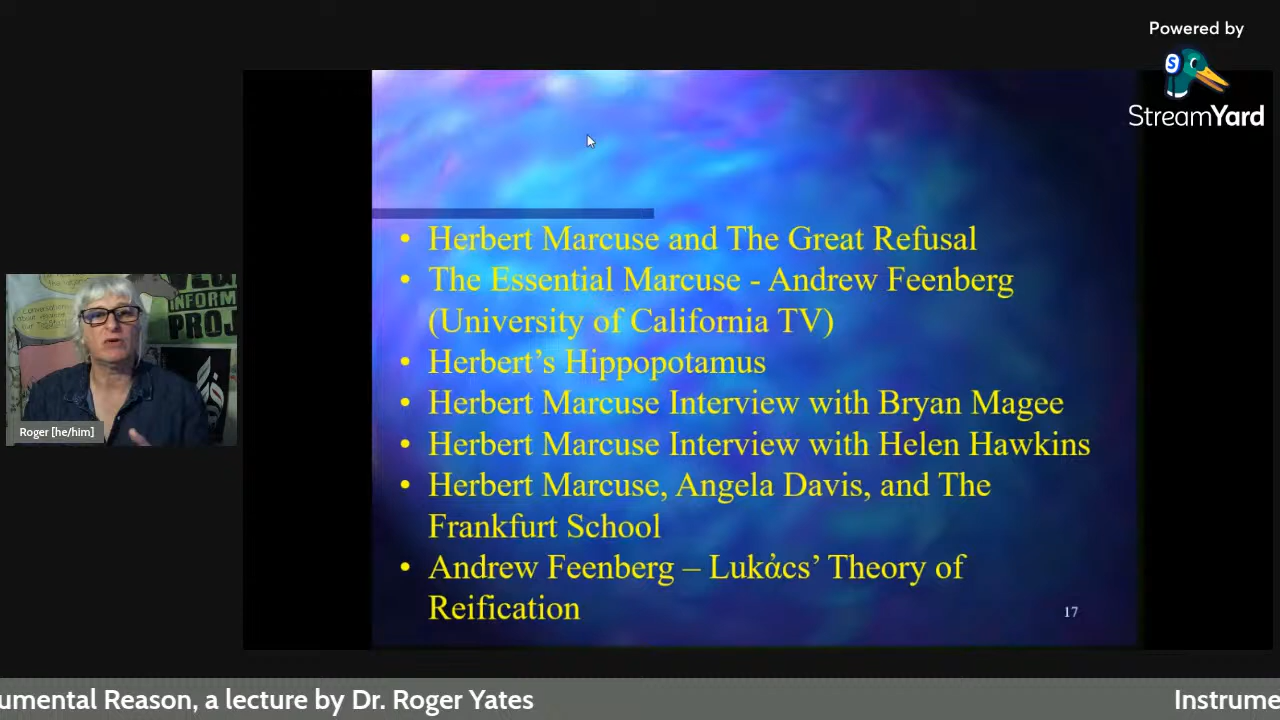 Powered by
S
StreamYard
• Herbert Marcuse and The Great Refusal
• The Essential Marcuse - Andrew Feenberg
(University of California TV)
• Herbert’s Hippopotamus
• Herbert Marcuse Interview with Bryan Magee
• Herbert Marcuse Interview with Helen Hawkins
• Herbert Marcuse, Angela Davis, and The
Frankfurt School
• Andrew Feenberg – Lukἀcs’ Theory of
Reification
17
INFORM
PROJ
Roger [he/him]
umental Reason, a lecture by Dr. Roger Yates
Instrume